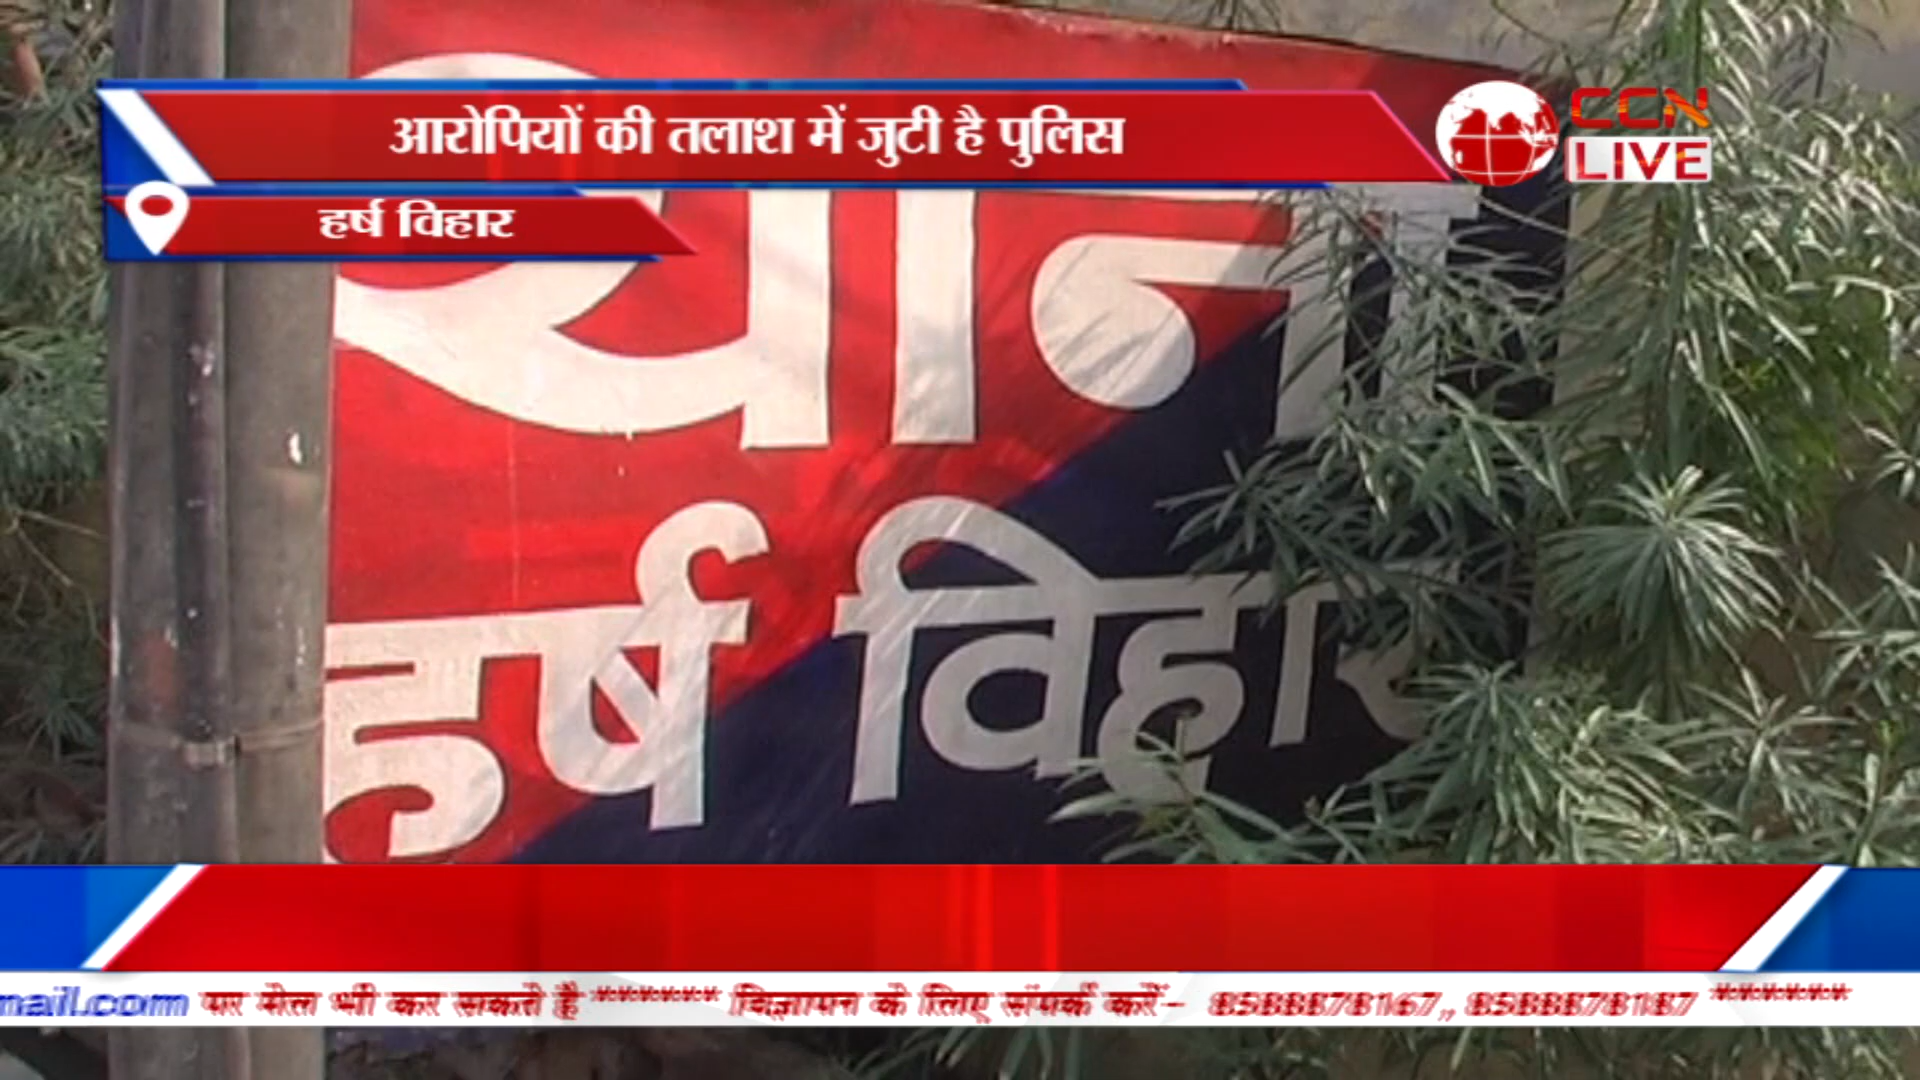 आरोपियों की तलाश में जुटी है पुलिस
CCN
LIVE
हर्ष विहार
थाना
हर्ष विहार
mail.com पर मेल भी कर सकते है ******* विज्ञापन के लिए संपर्क करें- 8588878167,, 8588878187 ******